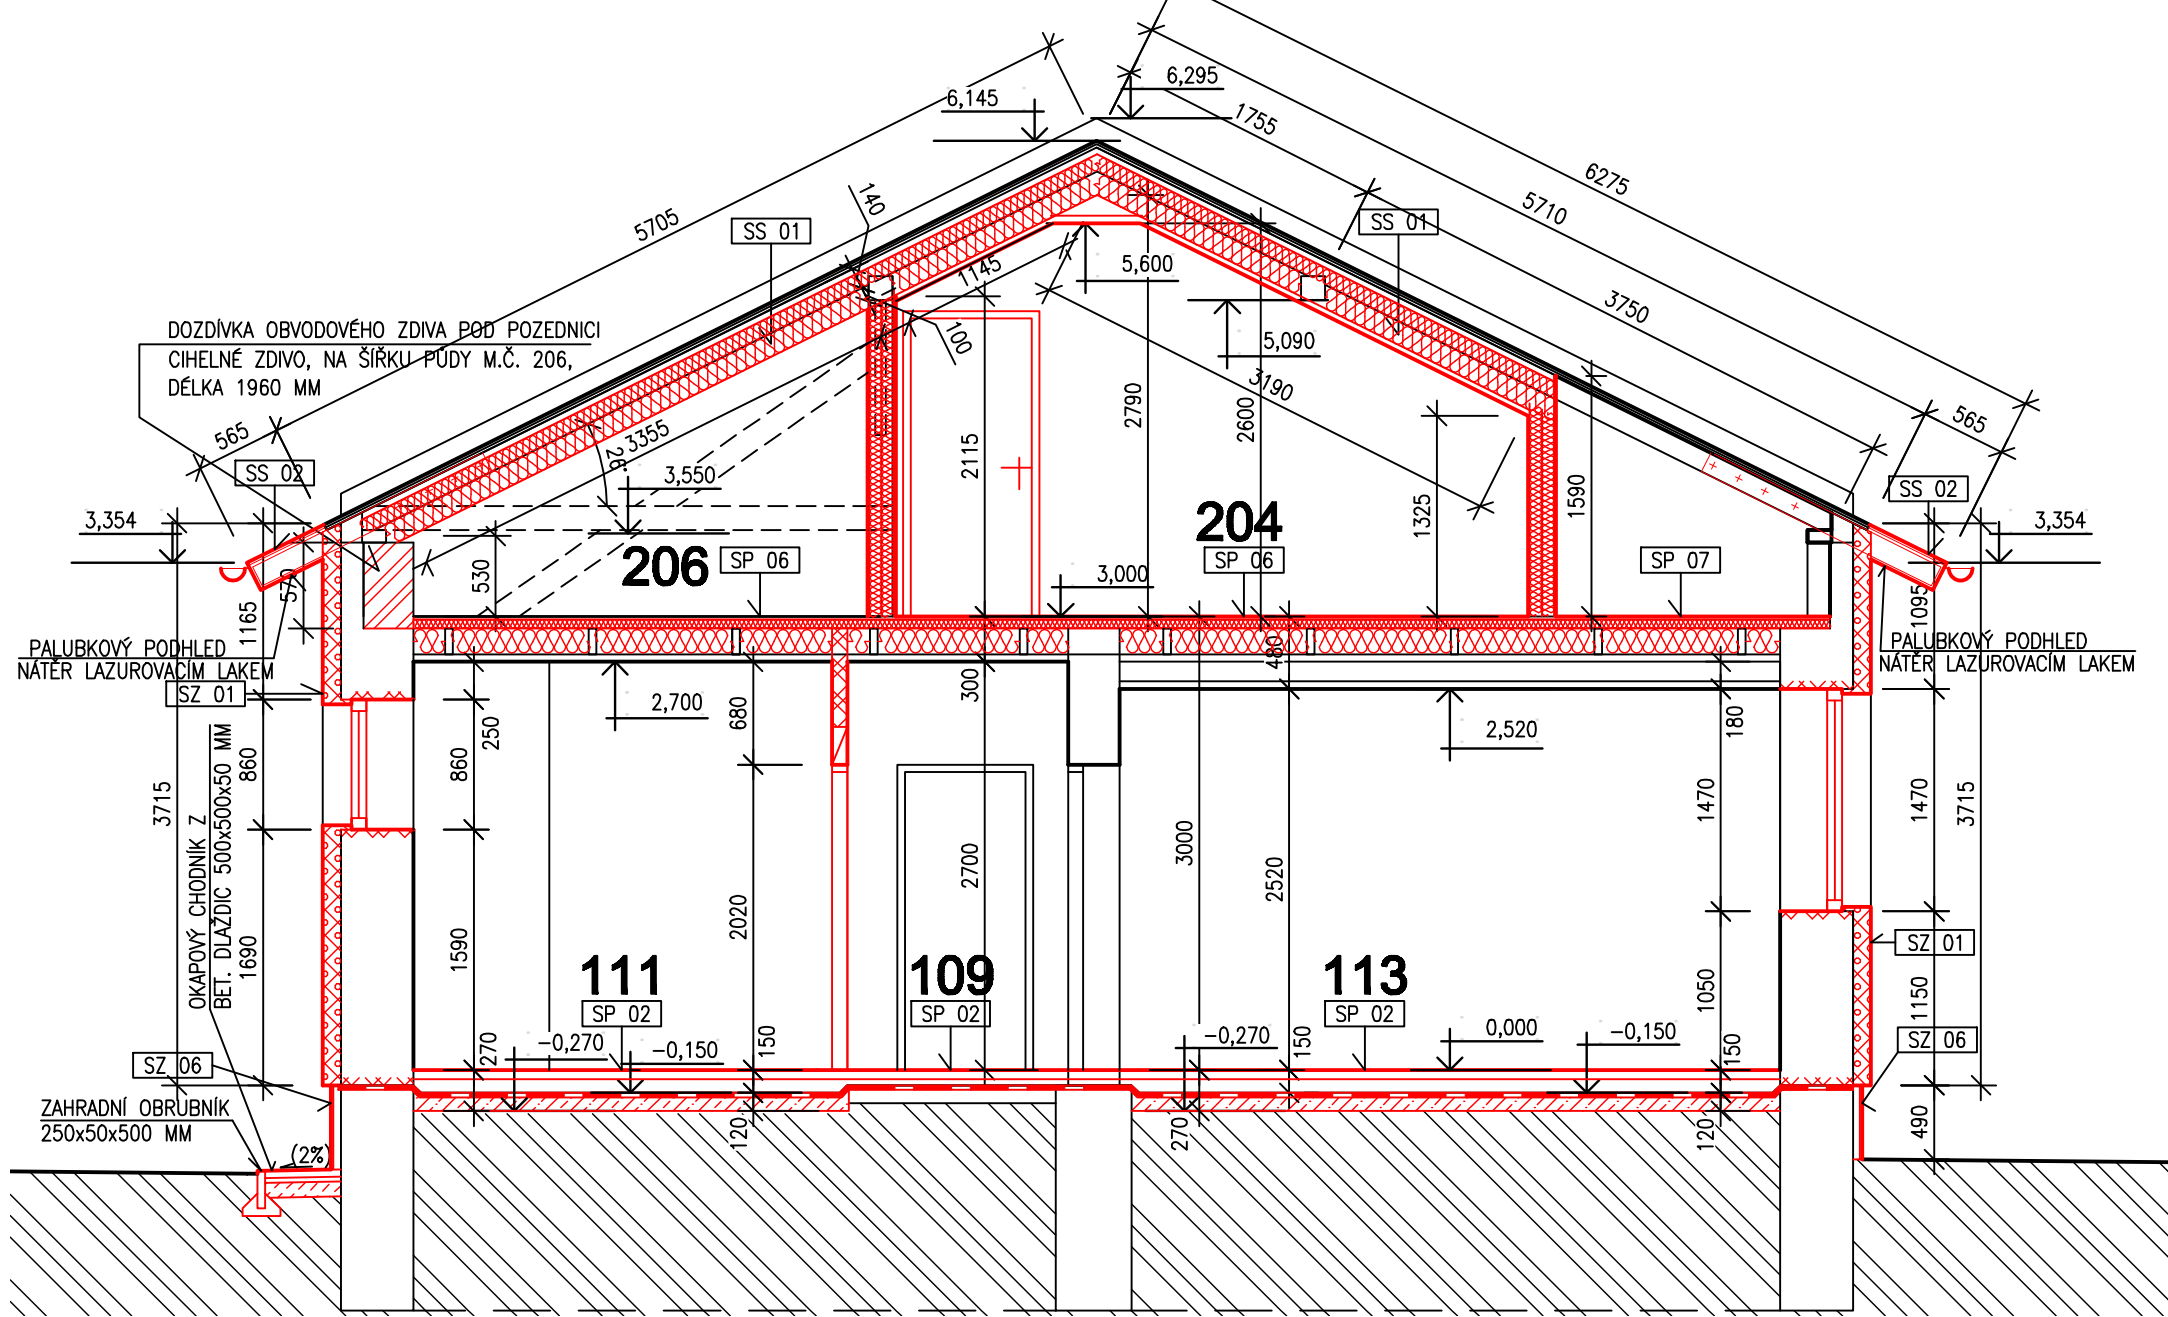 6,295
6,145
1755
6275
5705
140
SS 01
SS 01
5710
5,600
1145
3750
DOZDÍVKA OBVODOVÉHO ZDIVA POD POZEDNICI
CIHELNÉ ZDIVO, NA ŠÍŘKU PŮDY M.Č. 206,
DÉLKA 1960 MM
100
5,090
3190
2790
2600
565
3355
26°
2115
565
SS 02
3,550
1325
1590
SS 02
3,354
3,354
204
206
SP 06
SP 06
SP 07
530
570
3,000
1165
1095
PALUBKOVÝ PODHLED
NÁTĚR LAZUROVACÍM LAKEM
PALUBKOVÝ PODHLED
NÁTĚR LAZUROVACÍM LAKEM
480
300
SZ 01
2,700
680
250
2,520
180
860
860
3715
1470
1470
3715
3000
2700
2520
OKAPOVÝ CHODNÍK Z
BET. DLAŽDIC 500x500x50 MM
1690
1590
2020
SZ 01
111
109
113
SP 02
SP 02
SP 02
1050
1150
270
-0,270
-0,150
150
-0,270
150
0,000
-0,150
150
SZ 06
SZ 06
ZAHRADNÍ OBRUBNÍK
250x50x500 MM
(2%)
120
270
120
490